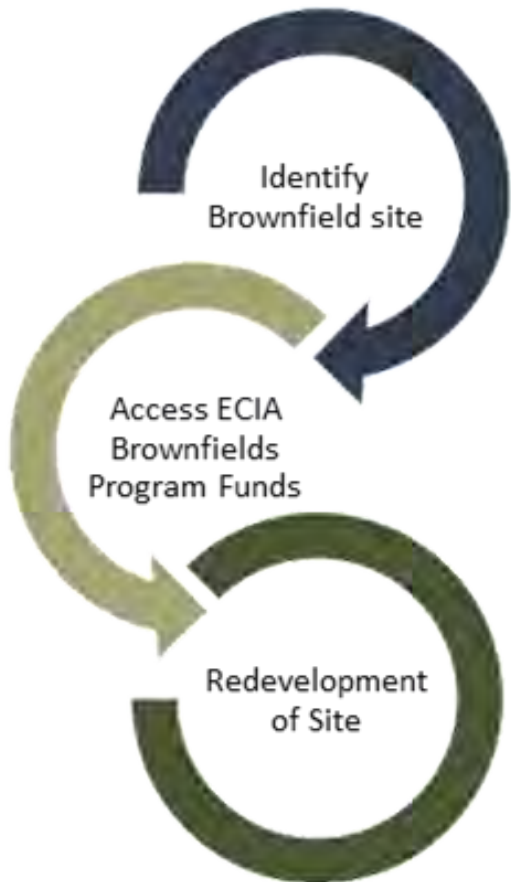 Identify
Brownfield site
Access ECIA
Brownfields
Program Funds
Redevelopment
of Site